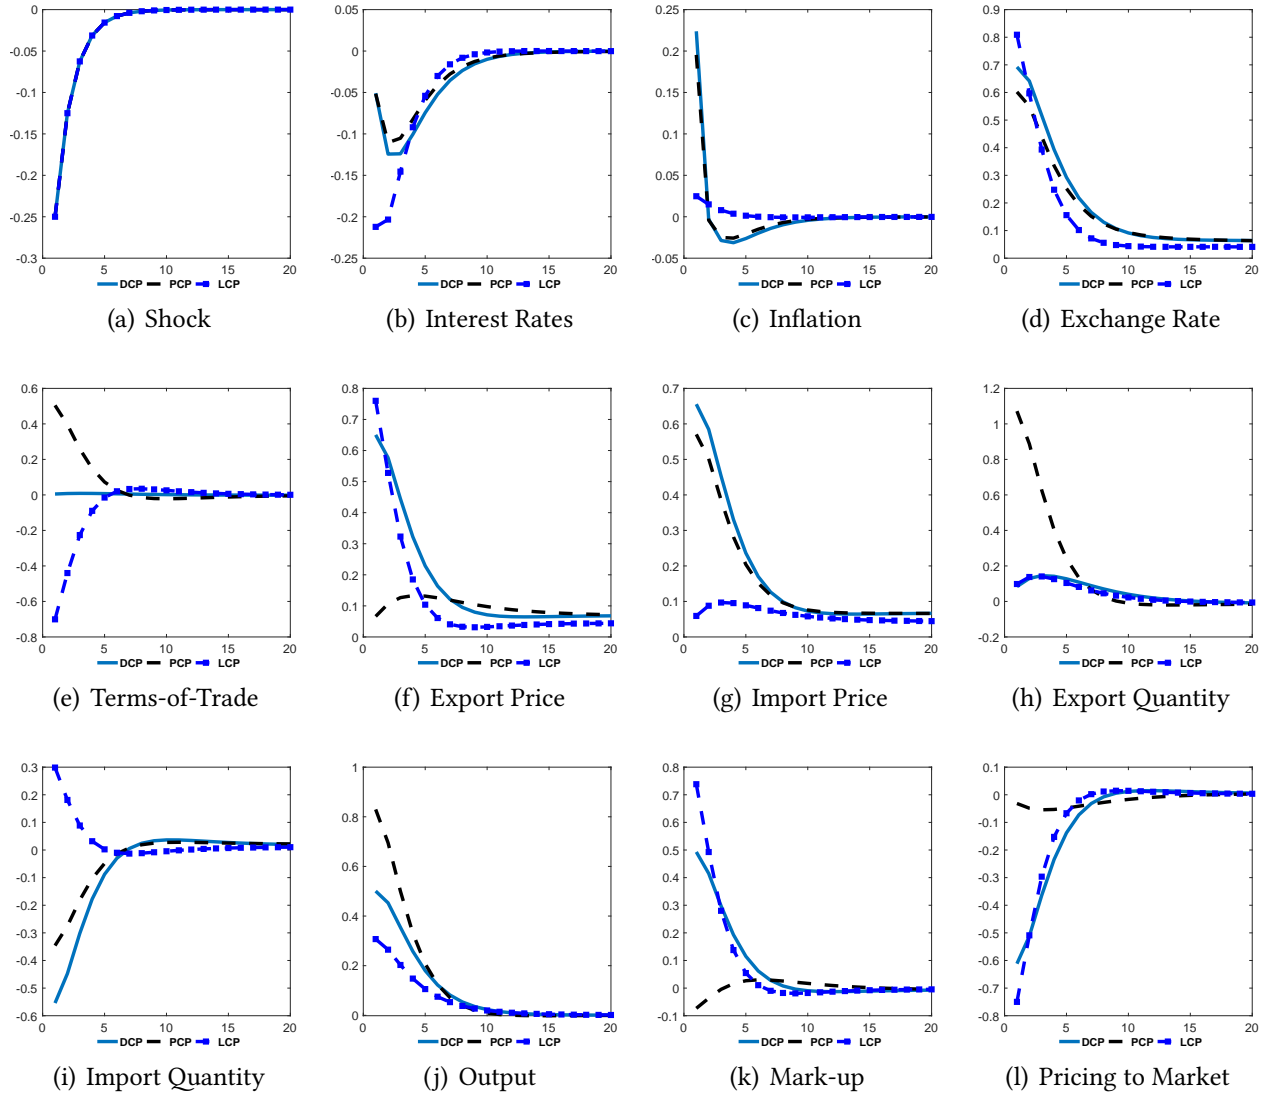 0
-0.05
-0.1
-0.15
-0.2
-0.25
-0.3
0 5 10 15 20
DCP PCP LCP
(a) Shock
0.05
0
-0.05
-0.1
-0.15
-0.2
-0.25
0 5 10 15 20
DCP PCP LCP
(b) Interest Rates
0.25
0.2
0.15
0.1
0.05
0
0.05
0 5 10 15 20
DCP PCP LCP
(c) Inflation
0.9
0.8
0.7
0.6
0.5
0.4
0.3
0.2
0.1
0
0 5 10 15 20
DCP PCP LCP
(d) Exchange Rate
0.6
0.4
0.2
0
-0.2
-0.4
-0.6
-0.8
0 5 10 15 20
DCP PCP LCP
(e) Terms-of-Trade
0.8
0.7
0.6
0.5
0.4
0.3
0.2
0.1
0
0 5 10 15 20
DCP PCP LCP
(f) Export Price
0.7
0.6
0.5
0.4
0.3
0.2
0.1
0
0 5 10 15 20
DCP PCP LCP
(g) Import Price
1.2
1
0.8
0.6
0.4
0.2
0
-0.2
0 5 10 15 20
DCP PCP LCP
(h) Export Quantity
0.3
0.2
0.1
0
-0.1
-0.2
-0.3
-0.4
-0.5
-0.6
0 5 10 15 20
DCP PCP LCP
(i) Import Quantity
1
0.8
0.6
0.4
0.2
0
0 5 10 15 20
DCP PCP LCP
(j) Output
0.8
0.7
0.6
0.5
0.4
0.3
0.2
0.1
0
-0.1
0 5 10 15 20
DCP PCP LCP
(k) Mark-up
0.1
0
-0.1
-0.2
-0.3
-0.4
-0.5
-0.6
-0.7
-0.8
0 5 10 15 20
DCP PCP LCP
(l) Pricing to Market